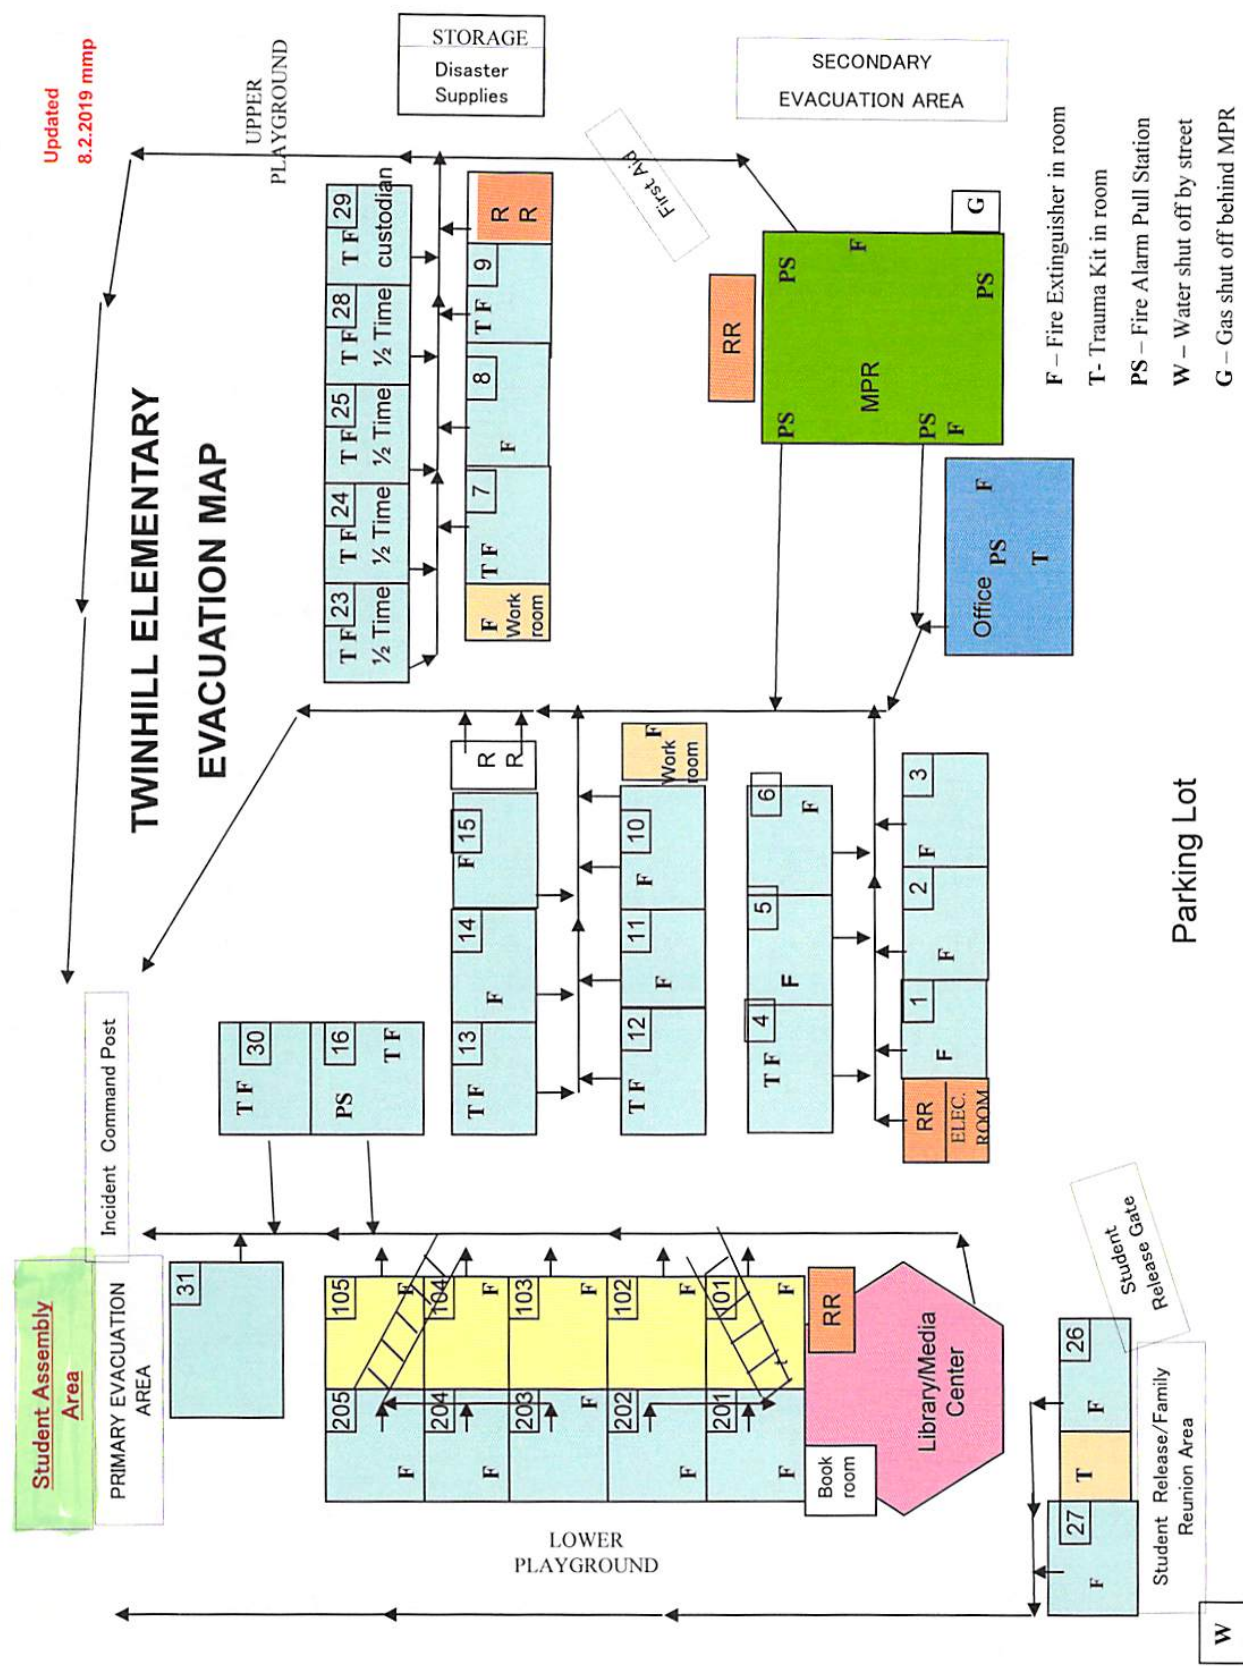 Updated
8.2.2019 mmp
TWINHILL ELEMENTARY
EVACUATION MAP
Student Assembly
Area
PRIMARY EVACUATION
AREA
Incident Command Post
UPPER
PLAYGROUND
STORAGE
Disaster
Supplies
SECONDARY
EVACUATION AREA
First Aid
31
T F 30
PS 16
T F
T F 23
½ Time
T F 24
½ Time
T F 25
½ Time
T F 28
½ Time
T F 29
custodian
F
Work
room
7
T F
8
F
9
T F
R
R
13
T F
14
F
15
F
R
R
12
T F
11
F
10
F
F
Work
room
4
T F
5
F
6
F
RR
ELEC.
ROOM
1
F
2
F
3
F
RR
MPR
PS
F
PS
PS
PS
F
G
Office
PS
F
T
205
F
204
F
203
F
202
F
201
F
105
F
104
F
103
F
102
F
101
F
t
RR
Book
room
Library/Media
Center
LOWER
PLAYGROUND
27
F
T
26
F
Student
Release Gate
Student Release/Family
Reunion Area
W
Parking Lot
F – Fire Extinguisher in room
T- Trauma Kit in room
PS – Fire Alarm Pull Station
W – Water shut off by street
G – Gas shut off behind MPR